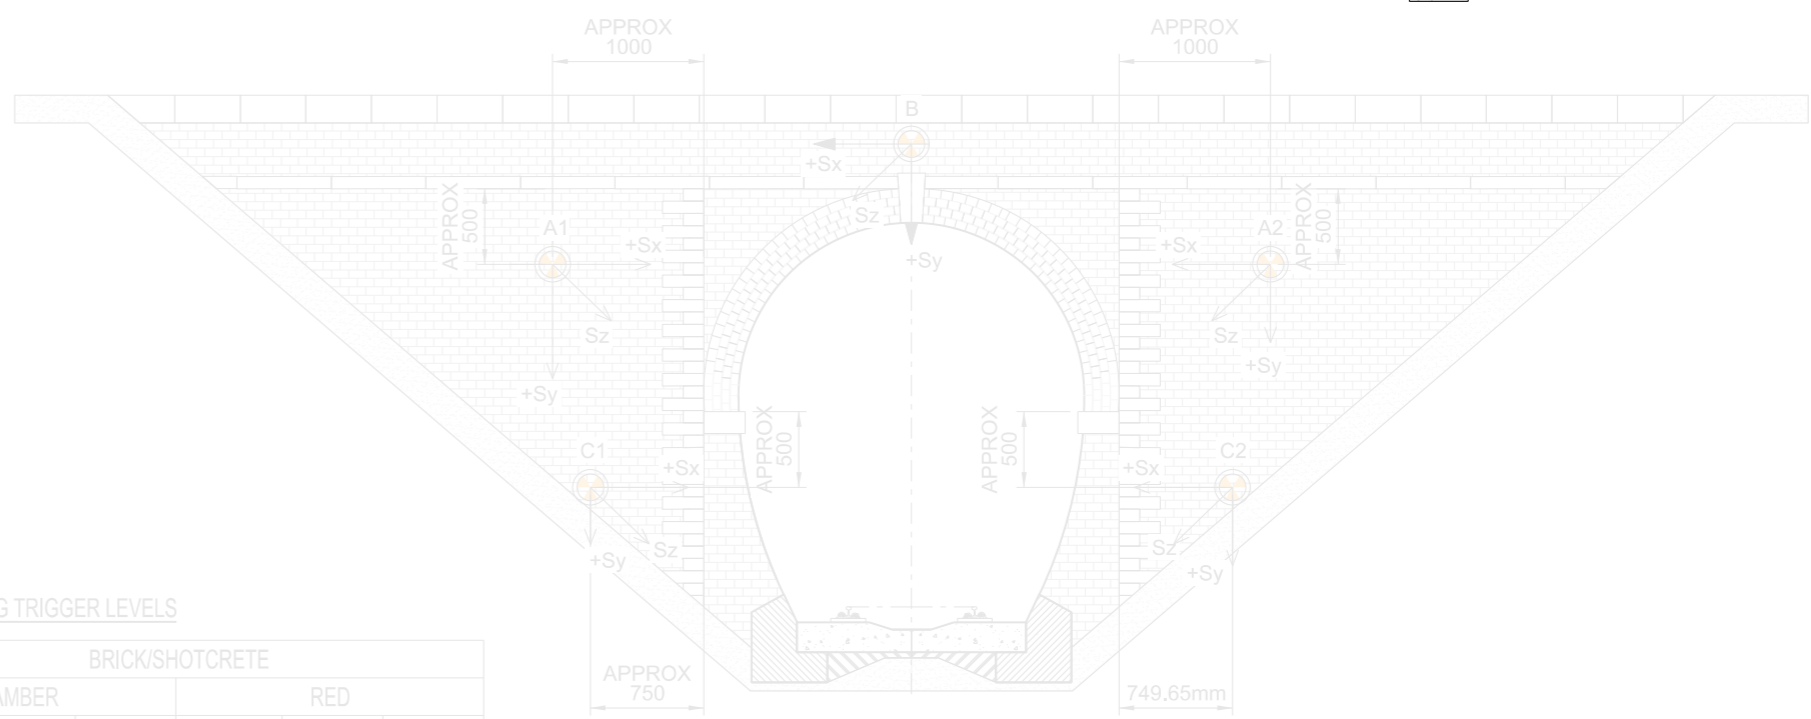 APPROX
1000
APPROX
1000
B
+Sx
Sz
+Sy
APPROX
500
A1
+Sx
Sz
+Sy
A2
+Sx
Sz
+Sy
APPROX
500
C1
+Sx
Sz
+Sy
APPROX
500
APPROX
500
C2
+Sx
Sz
+Sy
G TRIGGER LEVELS
BRICK/SHOTCRETE
AMBER
RED
APPROX
750
749.65mm